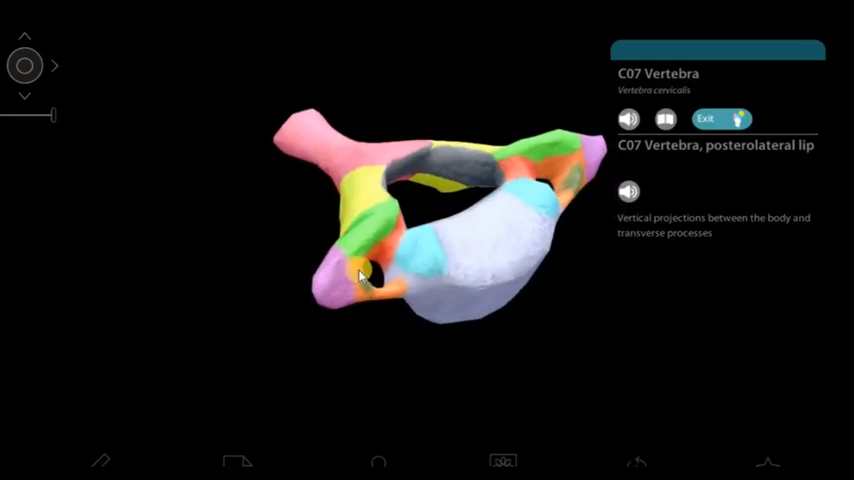 C07 Vertebra
Vertebra cervicalis
Exit
C07 Vertebra, posterolateral lip
Vertical projections between the body and
transverse processes